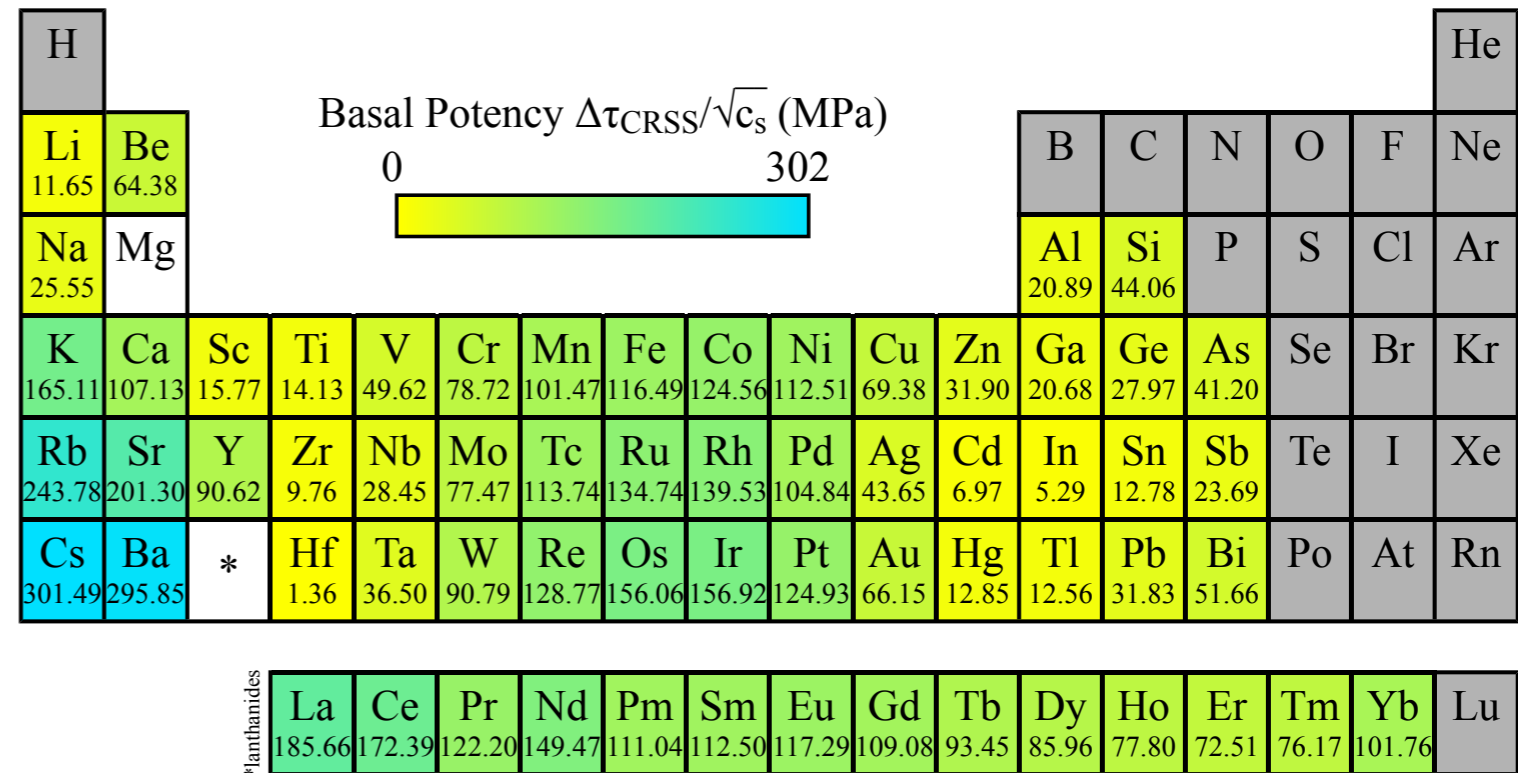 H He
Basal Potency Δτ_CRSS/√c_s (MPa)
0 302
Li Be B C N O F Ne
11.65 64.38
Na Mg Al Si P S Cl Ar
25.55 20.89 44.06
K Ca Sc Ti V Cr Mn Fe Co Ni Cu Zn Ga Ge As Se Br Kr
165.11 107.13 15.77 14.13 49.62 78.72 101.47 116.49 124.56 112.51 69.38 31.90 20.68 27.97 41.20
Rb Sr Y Zr Nb Mo Tc Ru Rh Pd Ag Cd In Sn Sb Te I Xe
243.78 201.30 90.62 9.76 28.45 77.47 113.74 134.74 139.53 104.84 43.65 6.97 5.29 12.78 23.69
Cs Ba * Hf Ta W Re Os Ir Pt Au Hg Tl Pb Bi Po At Rn
301.49 295.85 1.36 36.50 90.79 128.77 156.06 156.92 124.93 66.15 12.85 12.56 31.83 51.66
*lanthanides
La Ce Pr Nd Pm Sm Eu Gd Tb Dy Ho Er Tm Yb Lu
185.66 172.39 122.20 149.47 111.04 112.50 117.29 109.08 93.45 85.96 77.80 72.51 76.17 101.76